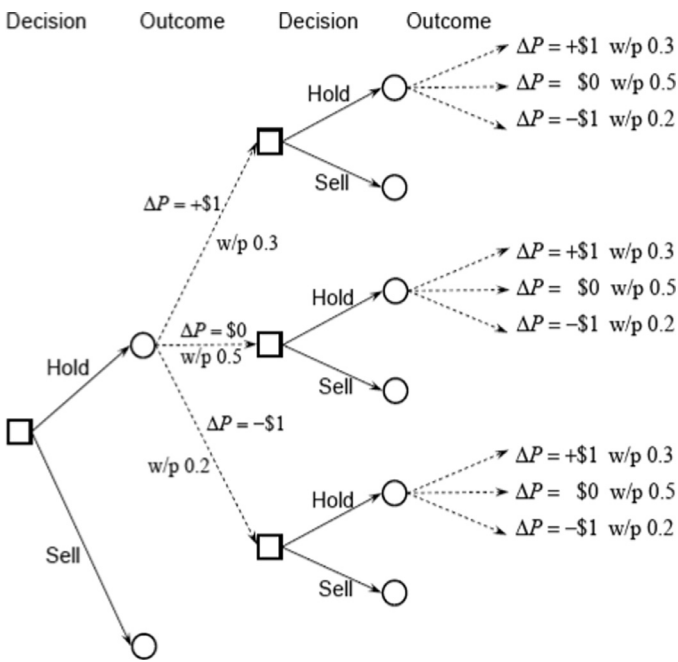 Decision Outcome Decision Outcome
ΔP = +$1 w/p 0.3
Hold
ΔP = $0 w/p 0.5
ΔP = −$1 w/p 0.2
Sell
ΔP = +$1
w/p 0.3
ΔP = +$1 w/p 0.3
Hold
ΔP = $0 w/p 0.5
ΔP = −$1 w/p 0.2
ΔP = $0
w/p 0.5
Hold
Sell
ΔP = −$1
w/p 0.2
ΔP = +$1 w/p 0.3
Hold
ΔP = $0 w/p 0.5
ΔP = −$1 w/p 0.2
Sell
Sell